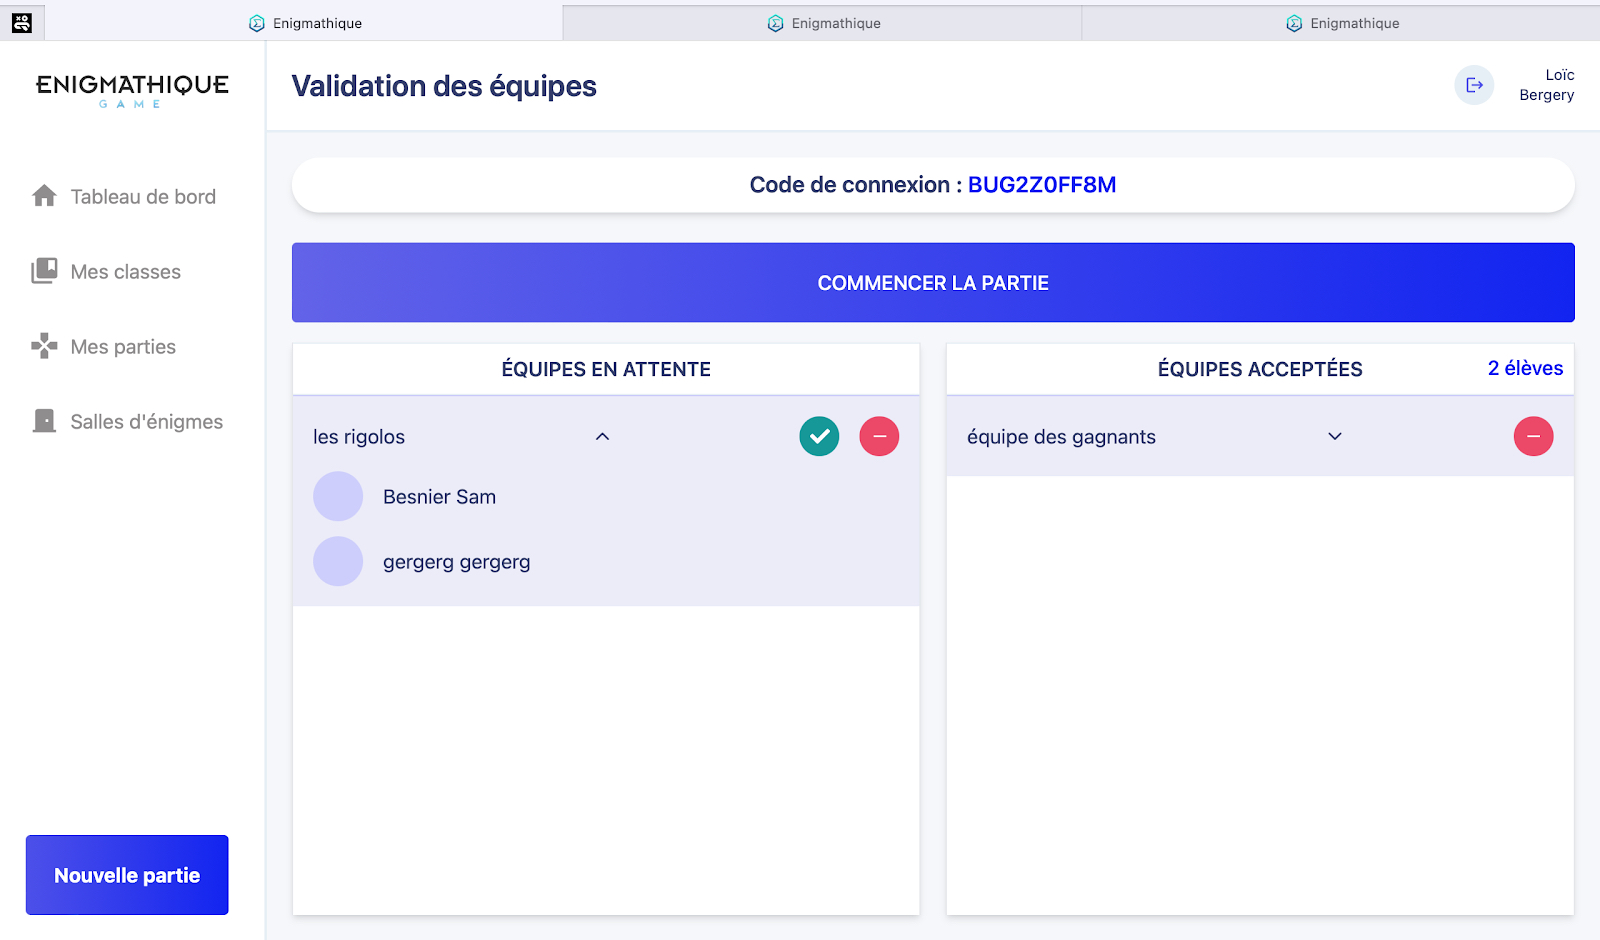 Enigmathique
Enigmathique
Enigmathique
ENIGMATHIQUE
GAME
Validation des équipes
Loïc
Bergery
Tableau de bord
Mes classes
Mes parties
Salles d'énigmes
Nouvelle partie
Code de connexion : BUG2Z0FF8M
COMMENCER LA PARTIE
ÉQUIPES EN ATTENTE
les rigolos
Besnier Sam
gergerg gergerg
ÉQUIPES ACCEPTÉES
2 élèves
équipe des gagnants